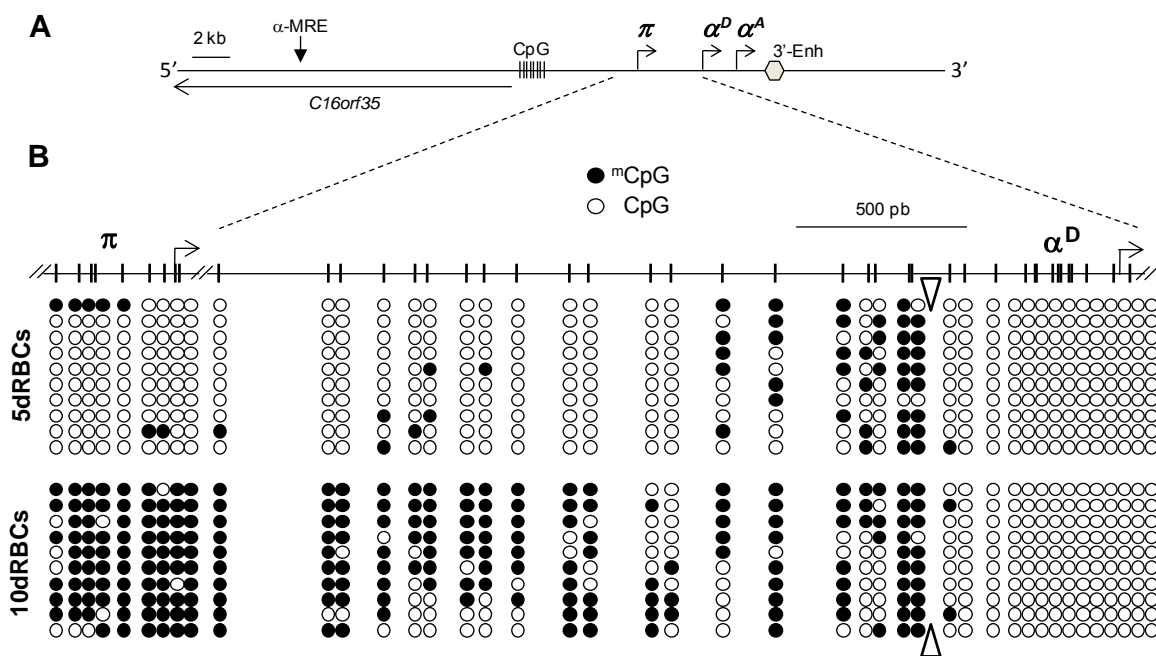 A
2 kb
α-MRE
CpG
π
α^D
α^A
3'-Enh
5'
3'
C16orf35
B
mCpG
CpG
500 pb
π
α^D
5dRBCs
10dRBCs